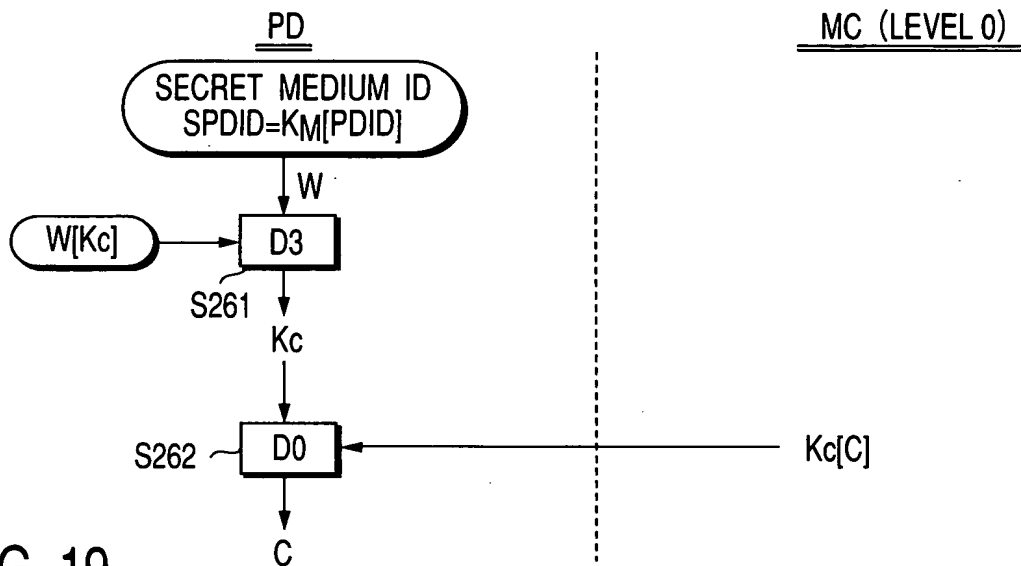 PD
MC (LEVEL 0)
SECRET MEDIUM ID
SPDID=KM[PDID]
W
W[Kc]
D3
S261
Kc
S262
D0
Kc[C]
C